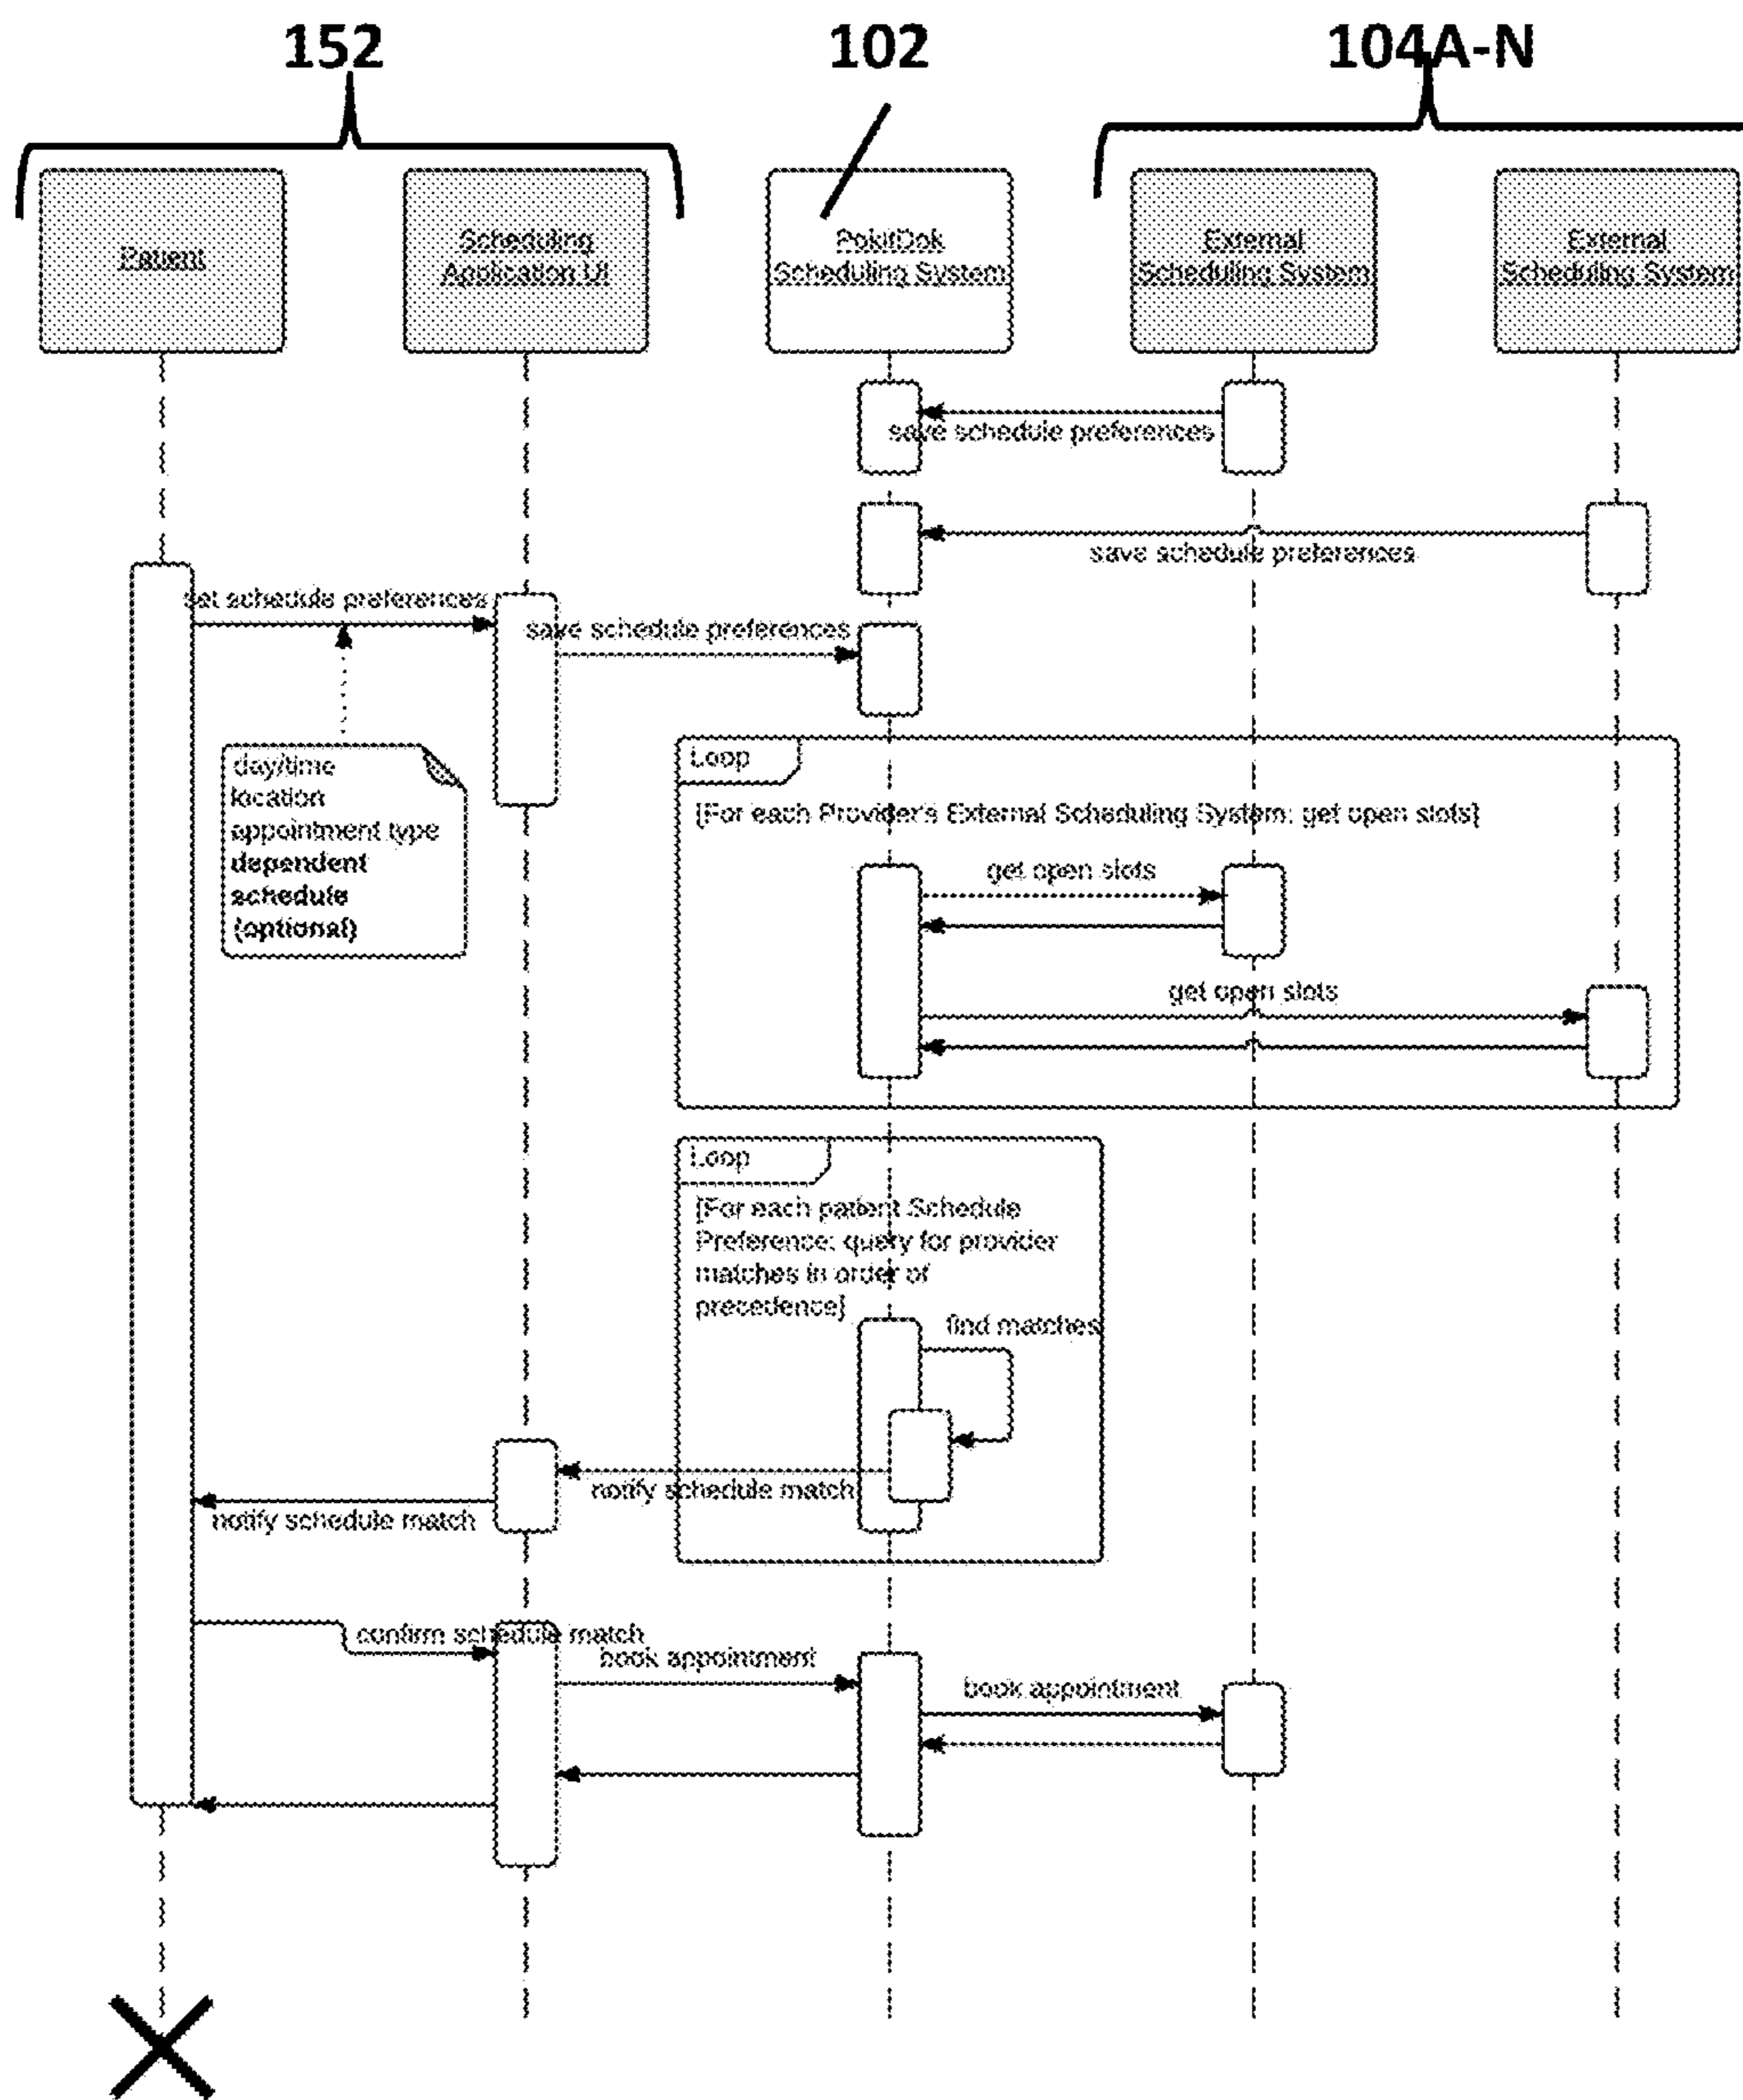 152
102
104A-N
Patient
Scheduling
Application UI
PokitDok
Scheduling System
External
Scheduling System
External
Scheduling System
save schedule preferences
save schedule preferences
set schedule preferences
save schedule preferences
day/time
location
appointment type
dependent
schedule
(optional)
Loop
[For each Provider's External Scheduling System: get open slots]
get open slots
get open slots
Loop
[For each patient Schedule
Preference: query for provider
matches in order of
precedence]
find matches
notify schedule match
notify schedule match
confirm schedule match
book appointment
book appointment